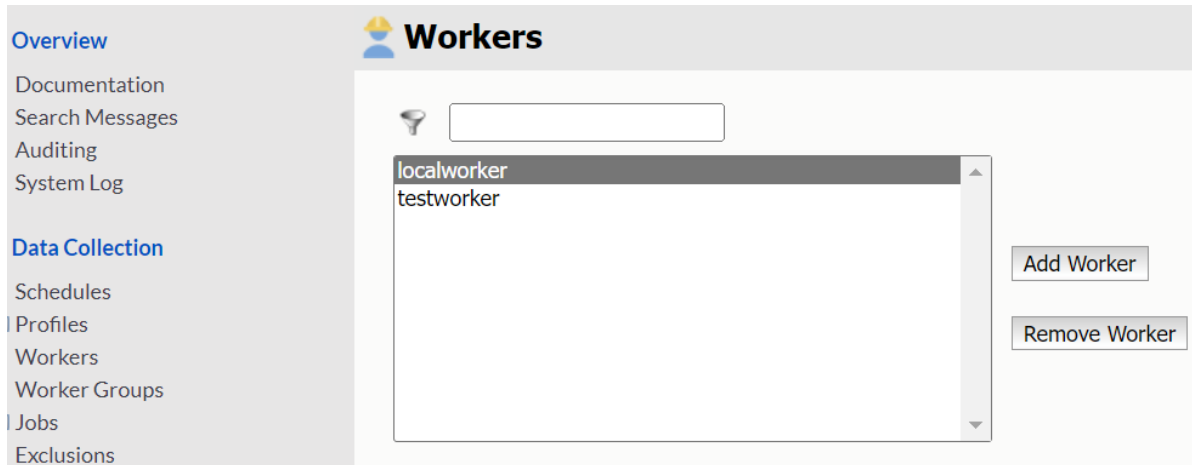 Overview
Documentation
Search Messages
Auditing
System Log
Data Collection
Schedules
Profiles
Workers
Worker Groups
Jobs
Exclusions
Workers
localworker
testworker
Add Worker
Remove Worker